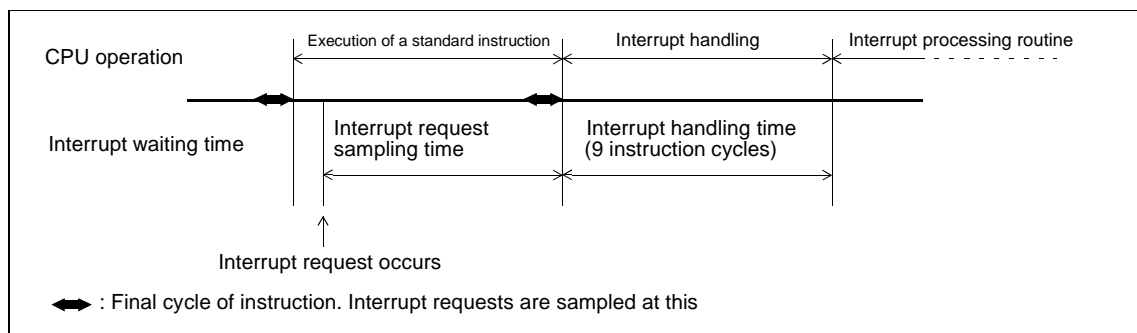 Execution of a standard instruction
Interrupt handling
Interrupt processing routine
CPU operation
Interrupt waiting time
Interrupt request
sampling time
Interrupt handling time
(9 instruction cycles)
Interrupt request occurs
: Final cycle of instruction. Interrupt requests are sampled at this